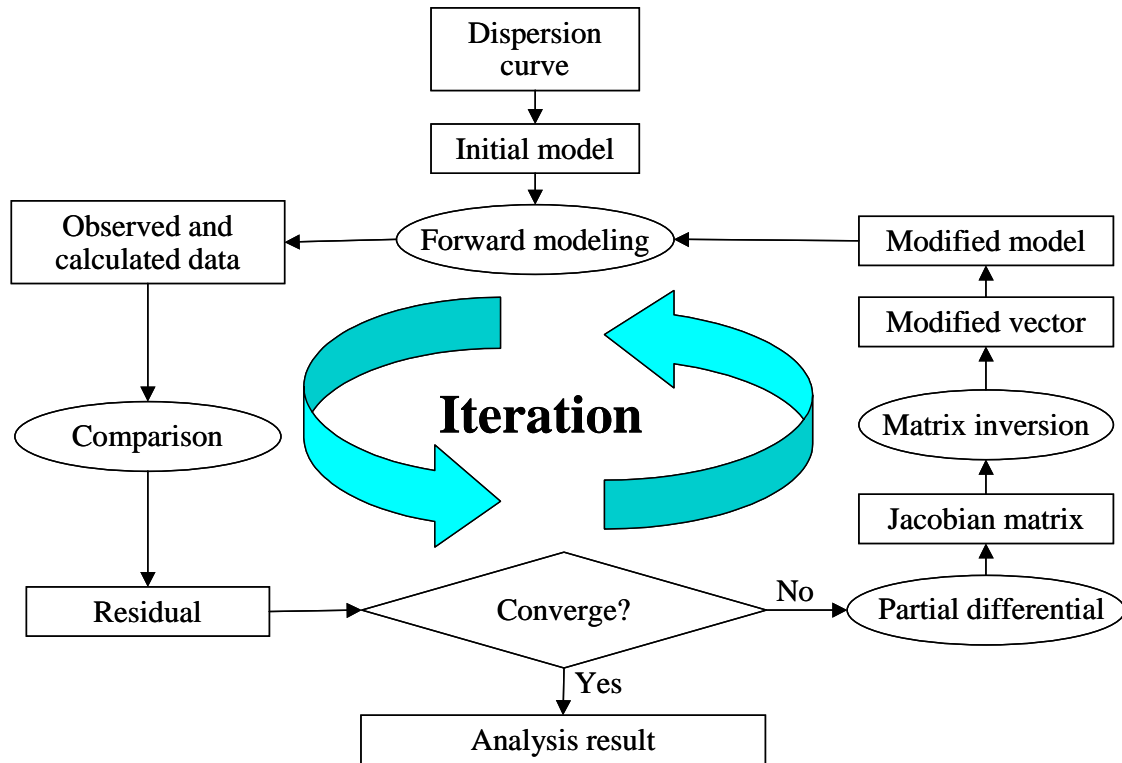 Dispersion
curve
Initial model
Forward modeling
Observed and
calculated data
Comparison
Residual
Converge?
No
Yes
Analysis result
Partial differential
Jacobian matrix
Matrix inversion
Modified vector
Modified model
Iteration